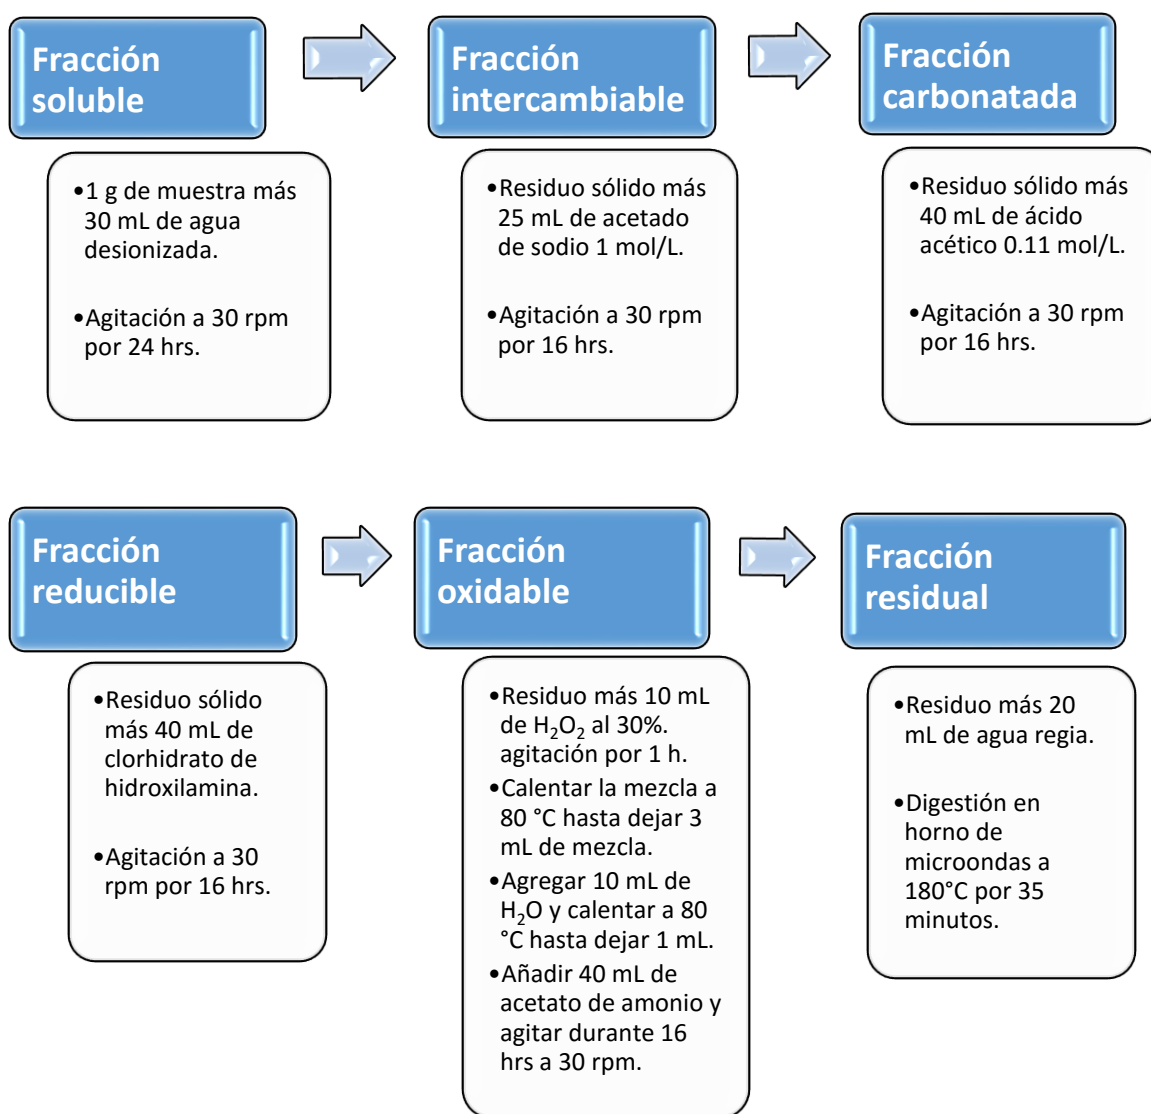 Fracción
soluble
•1 g de muestra más
30 mL de agua
desionizada.
•Agitación a 30 rpm
por 24 hrs.
Fracción
intercambiable
•Residuo sólido más
25 mL de acetado
de sodio 1 mol/L.
•Agitación a 30 rpm
por 16 hrs.
Fracción
carbonatada
•Residuo sólido más
40 mL de ácido
acético 0.11 mol/L.
•Agitación a 30 rpm
por 16 hrs.
Fracción
reducible
•Residuo sólido
más 40 mL de
clorhidrato de
hidroxilamina.
•Agitación a 30
rpm por 16 hrs.
Fracción
oxidable
•Residuo más 10 mL
de H₂O₂ al 30%.
agitación por 1 h.
•Calentar la mezcla a
80 °C hasta dejar 3
mL de mezcla.
•Agregar 10 mL de
H₂O y calentar a 80
°C hasta dejar 1 mL.
•Añadir 40 mL de
acetato de amonio y
agitar durante 16
hrs a 30 rpm.
Fracción
residual
•Residuo más 20
mL de agua regia.
•Digestión en
horno de
microondas a
180°C por 35
minutos.